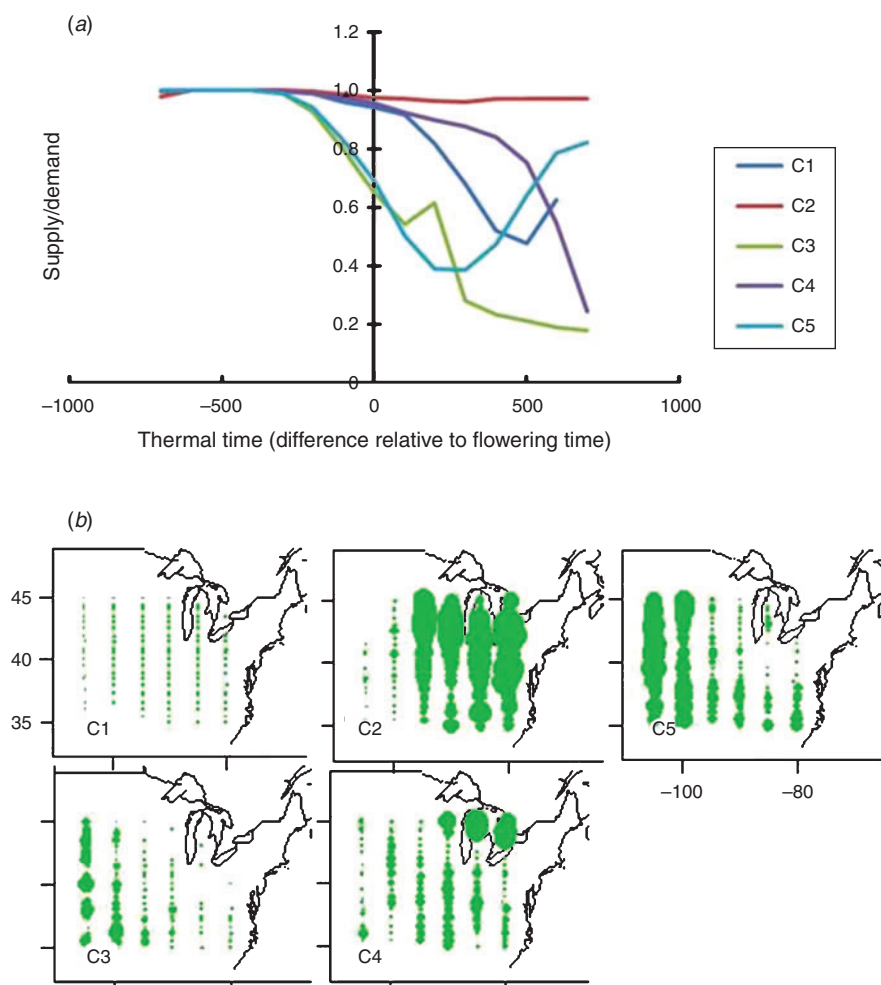 (a)
1.2
1.0
0.8
0.6
0.4
0.2
0
Supply/demand
−1000
−500
0
500
1000
Thermal time (difference relative to flowering time)
C1
C2
C3
C4
C5
(b)
45
40
35
C1
C2
C5
−100
−80
C3
C4